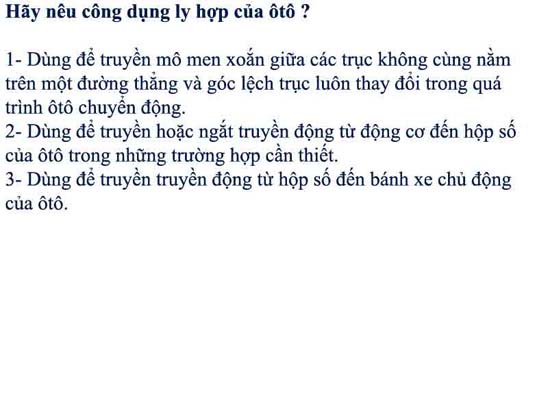 Hãy nêu công dụng ly hợp của ôtô ?
1- Dùng để truyền mô men xoắn giữa các trục không cùng nằm
trên một đường thẳng và góc lệch trục luôn thay đổi trong quá
trình ôtô chuyển động.
2- Dùng để truyền hoặc ngắt truyền động từ động cơ đến hộp số
của ôtô trong những trường hợp cần thiết.
3- Dùng để truyền truyền động từ hộp số đến bánh xe chủ động
của ôtô.